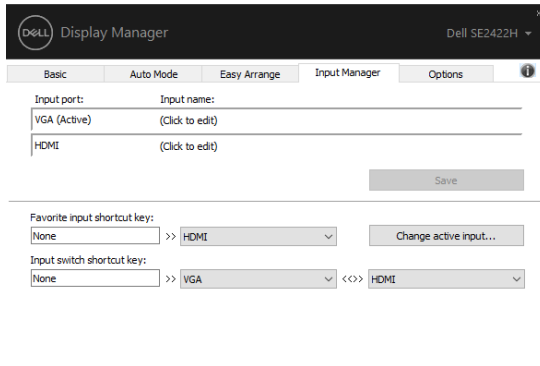 DELL Display Manager Dell SE2422H
Basic Auto Mode Easy Arrange Input Manager Options
Input port: Input name:
VGA (Active) (Click to edit)
HDMI (Click to edit)
Save
Favorite input shortcut key:
None >> HDMI Change active input...
Input switch shortcut key:
None >> VGA <<>> HDMI